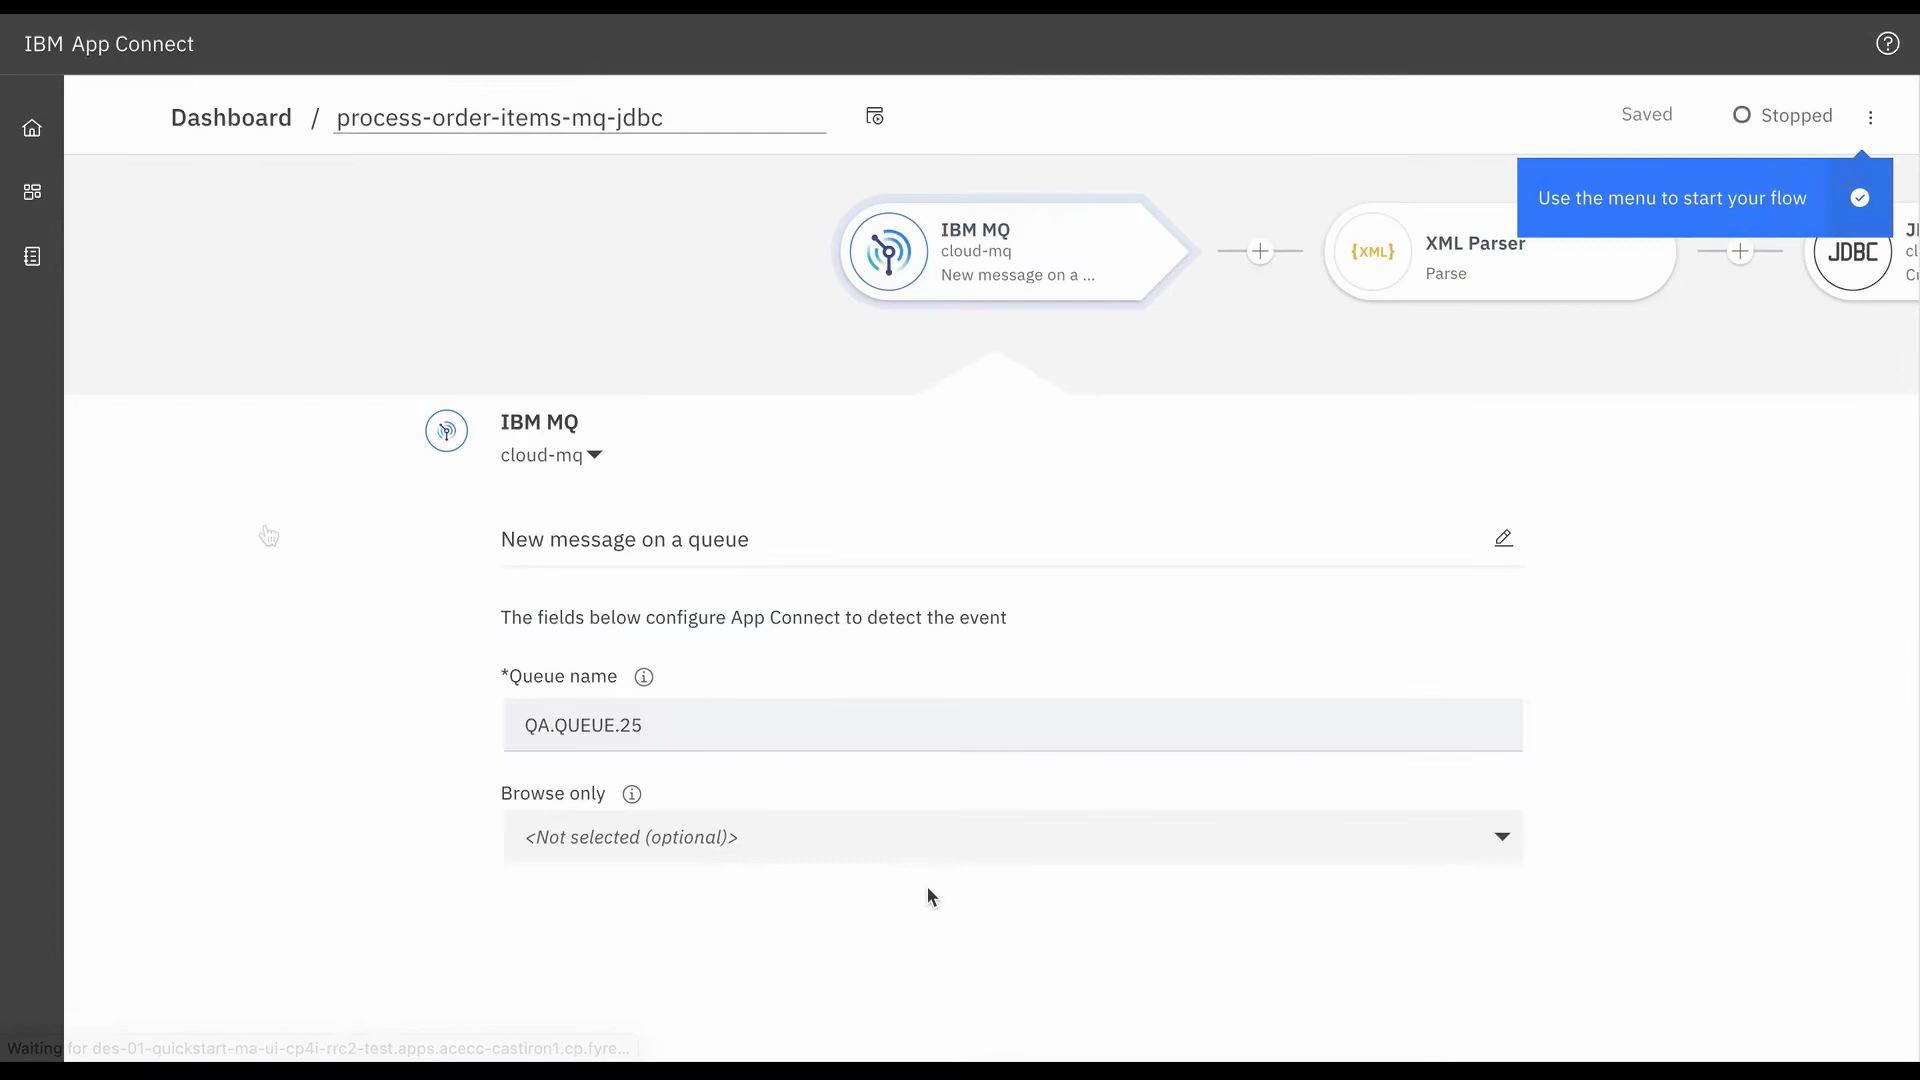 IBM App Connect
Dashboard / process-order-items-mq-jdbc
Saved
Stopped
Use the menu to start your flow
IBM MQ
cloud-mq
New message on a ...
{XML}
XML Parser
Parse
JDBC
IBM MQ
cloud-mq
New message on a queue
The fields below configure App Connect to detect the event
*Queue name
QA.QUEUE.25
Browse only
<Not selected (optional)>
Waiting for des-01-quickstart-ma-ui-cp4i-rrc2-test.apps.acecc-castiron1.cp.fyre...